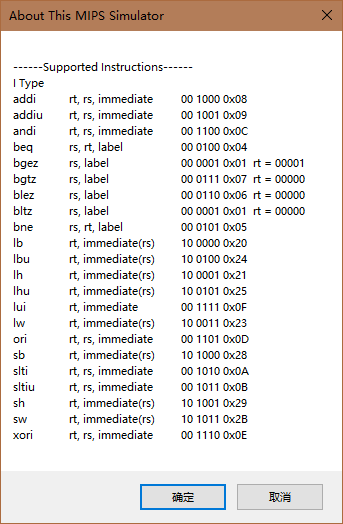 About This MIPS Simulator
------Supported Instructions------
I Type
addi rt, rs, immediate 00 1000 0x08
addiu rt, rs, immediate 00 1001 0x09
andi rt, rs, immediate 00 1100 0x0C
beq rs, rt, label 00 0100 0x04
bgez rs, label 00 0001 0x01 rt = 00001
bgtz rs, label 00 0111 0x07 rt = 00000
blez rs, label 00 0110 0x06 rt = 00000
bltz rs, label 00 0001 0x01 rt = 00000
bne rs, rt, label 00 0101 0x05
lb rt, immediate(rs) 10 0000 0x20
lbu rt, immediate(rs) 10 0100 0x24
lh rt, immediate(rs) 10 0001 0x21
lhu rt, immediate(rs) 10 0101 0x25
lui rt, immediate 00 1111 0x0F
lw rt, immediate(rs) 10 0011 0x23
ori rt, rs, immediate 00 1101 0x0D
sb rt, immediate(rs) 10 1000 0x28
slti rt, rs, immediate 00 1010 0x0A
sltiu rt, rs, immediate 00 1011 0x0B
sh rt, immediate(rs) 10 1001 0x29
sw rt, immediate(rs) 10 1011 0x2B
xori rt, rs, immediate 00 1110 0x0E
确定 取消